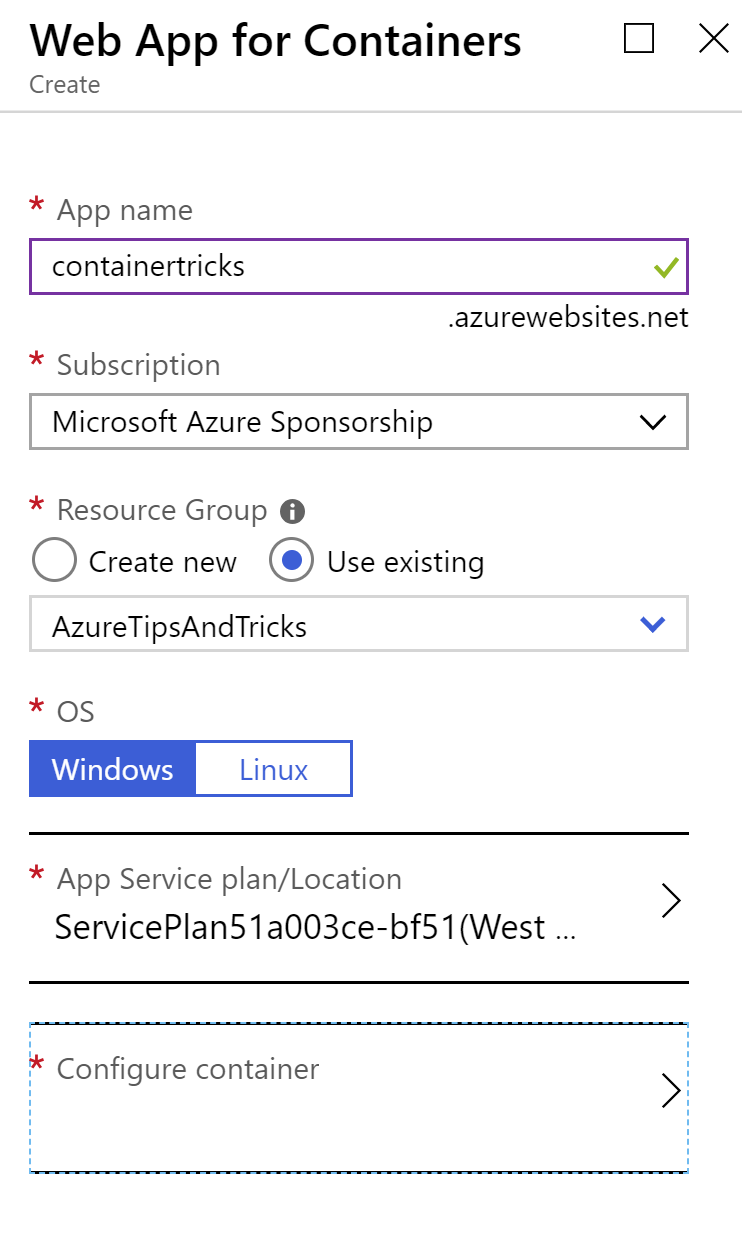 Web App for Containers
Create
* App name
containertricks
.azurewebsites.net
* Subscription
Microsoft Azure Sponsorship
* Resource Group
Create new Use existing
AzureTipsAndTricks
* OS
Windows Linux
* App Service plan/Location
ServicePlan51a003ce-bf51(West ...
* Configure container